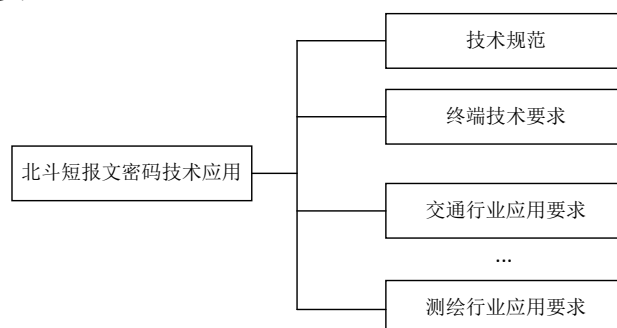 技术规范
终端技术要求
北斗短报文密码技术应用
交通行业应用要求
...
测绘行业应用要求